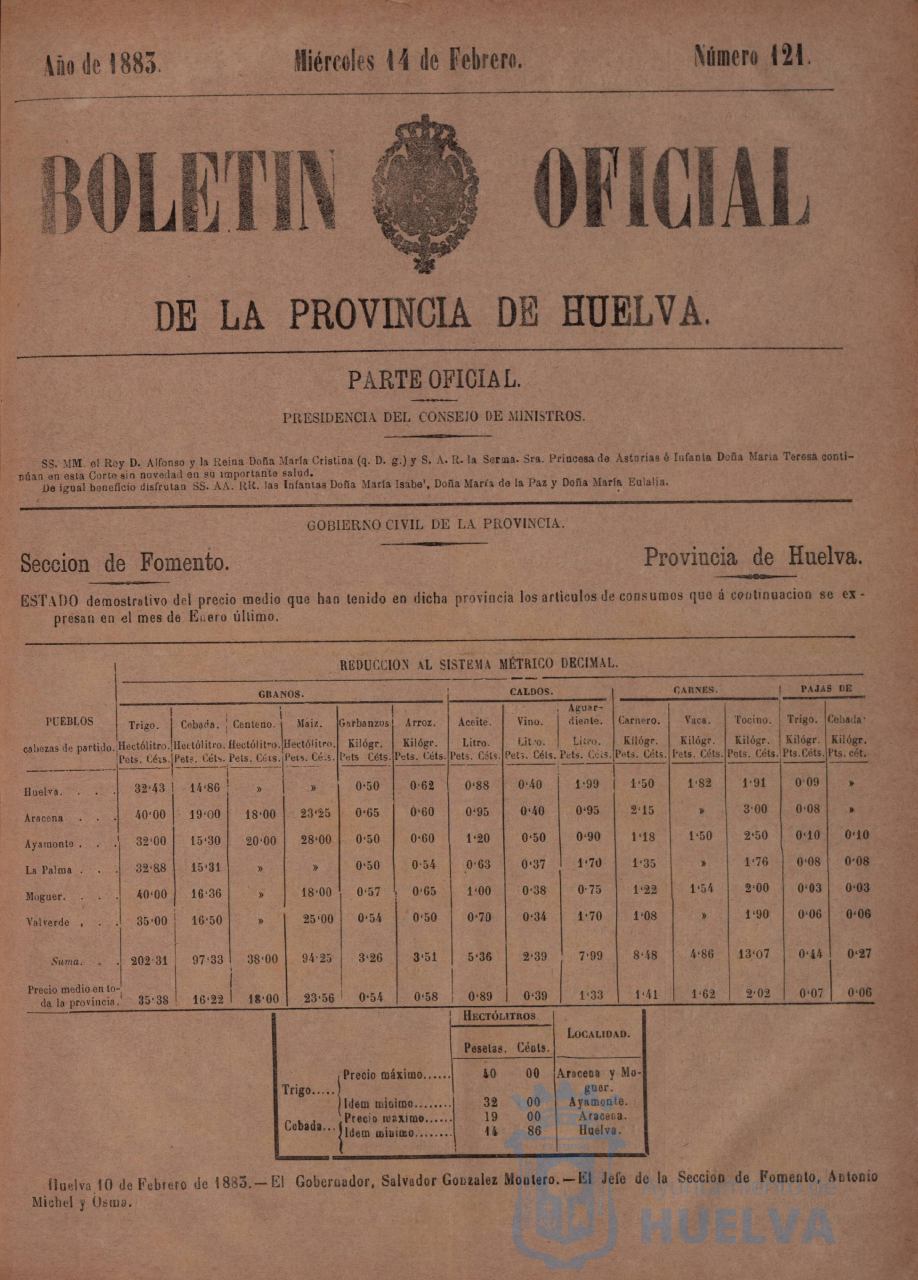 Año de 1883.
Miércoles 14 de Febrero.
Número 121.
BOLETIN OFICIAL
DE LA PROVINCIA DE HUELVA.
PARTE OFICIAL.
PRESIDENCIA DEL CONSEJO DE MINISTROS.
SS. MM. el Rey D. Alfonso y la Reina Doña María Cristina (q. D. g.) y S. A. R. la Serma. Sra. Princesa de Asturias é Infanta Doña Maria Teresa conti-
núan en esta Corte sin novedad en su importante salud.
De igual beneficio disfrutan SS. AA. RR. las Infantas Doña María Isabel, Doña María de la Paz y Doña María Eulalia.
GOBIERNO CIVIL DE LA PROVINCIA.
Seccion de Fomento.
Provincia de Huelva.
ESTADO demostrativo del precio medio que han tenido en dicha provincia los artículos de consumos que á continuacion se ex-
presan en el mes de Enero último.
REDUCCION AL SISTEMA MÉTRICO DECIMAL.
PUEBLOS cabezas de partido. | GRANOS. | CALDOS. | CARNES. | PAJAS DE
Trigo. | Cebada. | Centeno. | Maiz. | Garbanzos | Arroz. | Aceite. | Vino. | Aguardiente. | Carnero. | Vaca. | Tocino. | Trigo. | Cebada
Hectólitro. | Hectólitro. | Hectólitro. | Hectólitro. | Kilógr. | Kilógr. | Litro. | Litro. | Litro. | Kilógr. | Kilógr. | Kilógr. | Kilógr. | Kilógr.
Pets. Céts. | Pets. Céts. | Pets. Céts. | Pets. Céts. | Pets Céts. | Pets. Céts. | Pets. Céts. | Pets. Céts. | Pets. Céts. | Pets. Céts. | Pets. Céts. | Pets. Céts. | Pts. Céts. | Pts. cét.
Huelva. . . . | 32·43 | 14·86 | » | » | 0·50 | 0·62 | 0·88 | 0·40 | 1·99 | 1·50 | 1·82 | 1·91 | 0·09 | »
Aracena . . . | 40·00 | 19·00 | 18·00 | 23·25 | 0·65 | 0·60 | 0·95 | 0·40 | 0·95 | 2·15 | » | 3·00 | 0·08 | »
Ayamonte . . . | 32·00 | 15·30 | 20·00 | 28·00 | 0·50 | 0·60 | 1·20 | 0·50 | 0·90 | 1·18 | 1·50 | 2·50 | 0·10 | 0·10
La Palma . . . | 32·88 | 15·31 | » | » | 0·50 | 0·54 | 0·63 | 0·37 | 1·70 | 1·35 | » | 1·76 | 0·08 | 0·08
Moguer. . . . | 40·00 | 16·36 | » | 18·00 | 0·57 | 0·65 | 1·00 | 0·38 | 0·75 | 1·22 | 1·54 | 2·00 | 0·03 | 0·03
Valverde . . . | 35·00 | 16·50 | » | 25·00 | 0·54 | 0·50 | 0·70 | 0·34 | 1·70 | 1·08 | » | 1·90 | 0·06 | 0·06
Suma. . . | 202·31 | 97·33 | 38·00 | 94·25 | 3·26 | 3·51 | 5·36 | 2·39 | 7·99 | 8·48 | 4·86 | 13·07 | 0·44 | 0·27
Precio medio en to-
da la provincia. | 35·38 | 16·22 | 18·00 | 23·56 | 0·54 | 0·58 | 0·89 | 0·39 | 1·33 | 1·41 | 1·62 | 2·02 | 0·07 | 0·06
HECTÓLITROS | LOCALIDAD.
Pesetas. Cénts.
Trigo..... Precio máximo...... | 40 00 | Aracena y Mo-
guer.
Idem minimo........ | 32 00 | Ayamonte.
Cebada... Precio maximo...... | 19 00 | Aracena.
Idem mínimo........ | 14 86 | Huelva.
Huelva 10 de Febrero de 1883.—El Gobernador, Salvador Gonzalez Montero.—El Jefe de la Seccion de Fomento, Antonio
Michel y Osma.
Ayuntamiento de
HUELVA